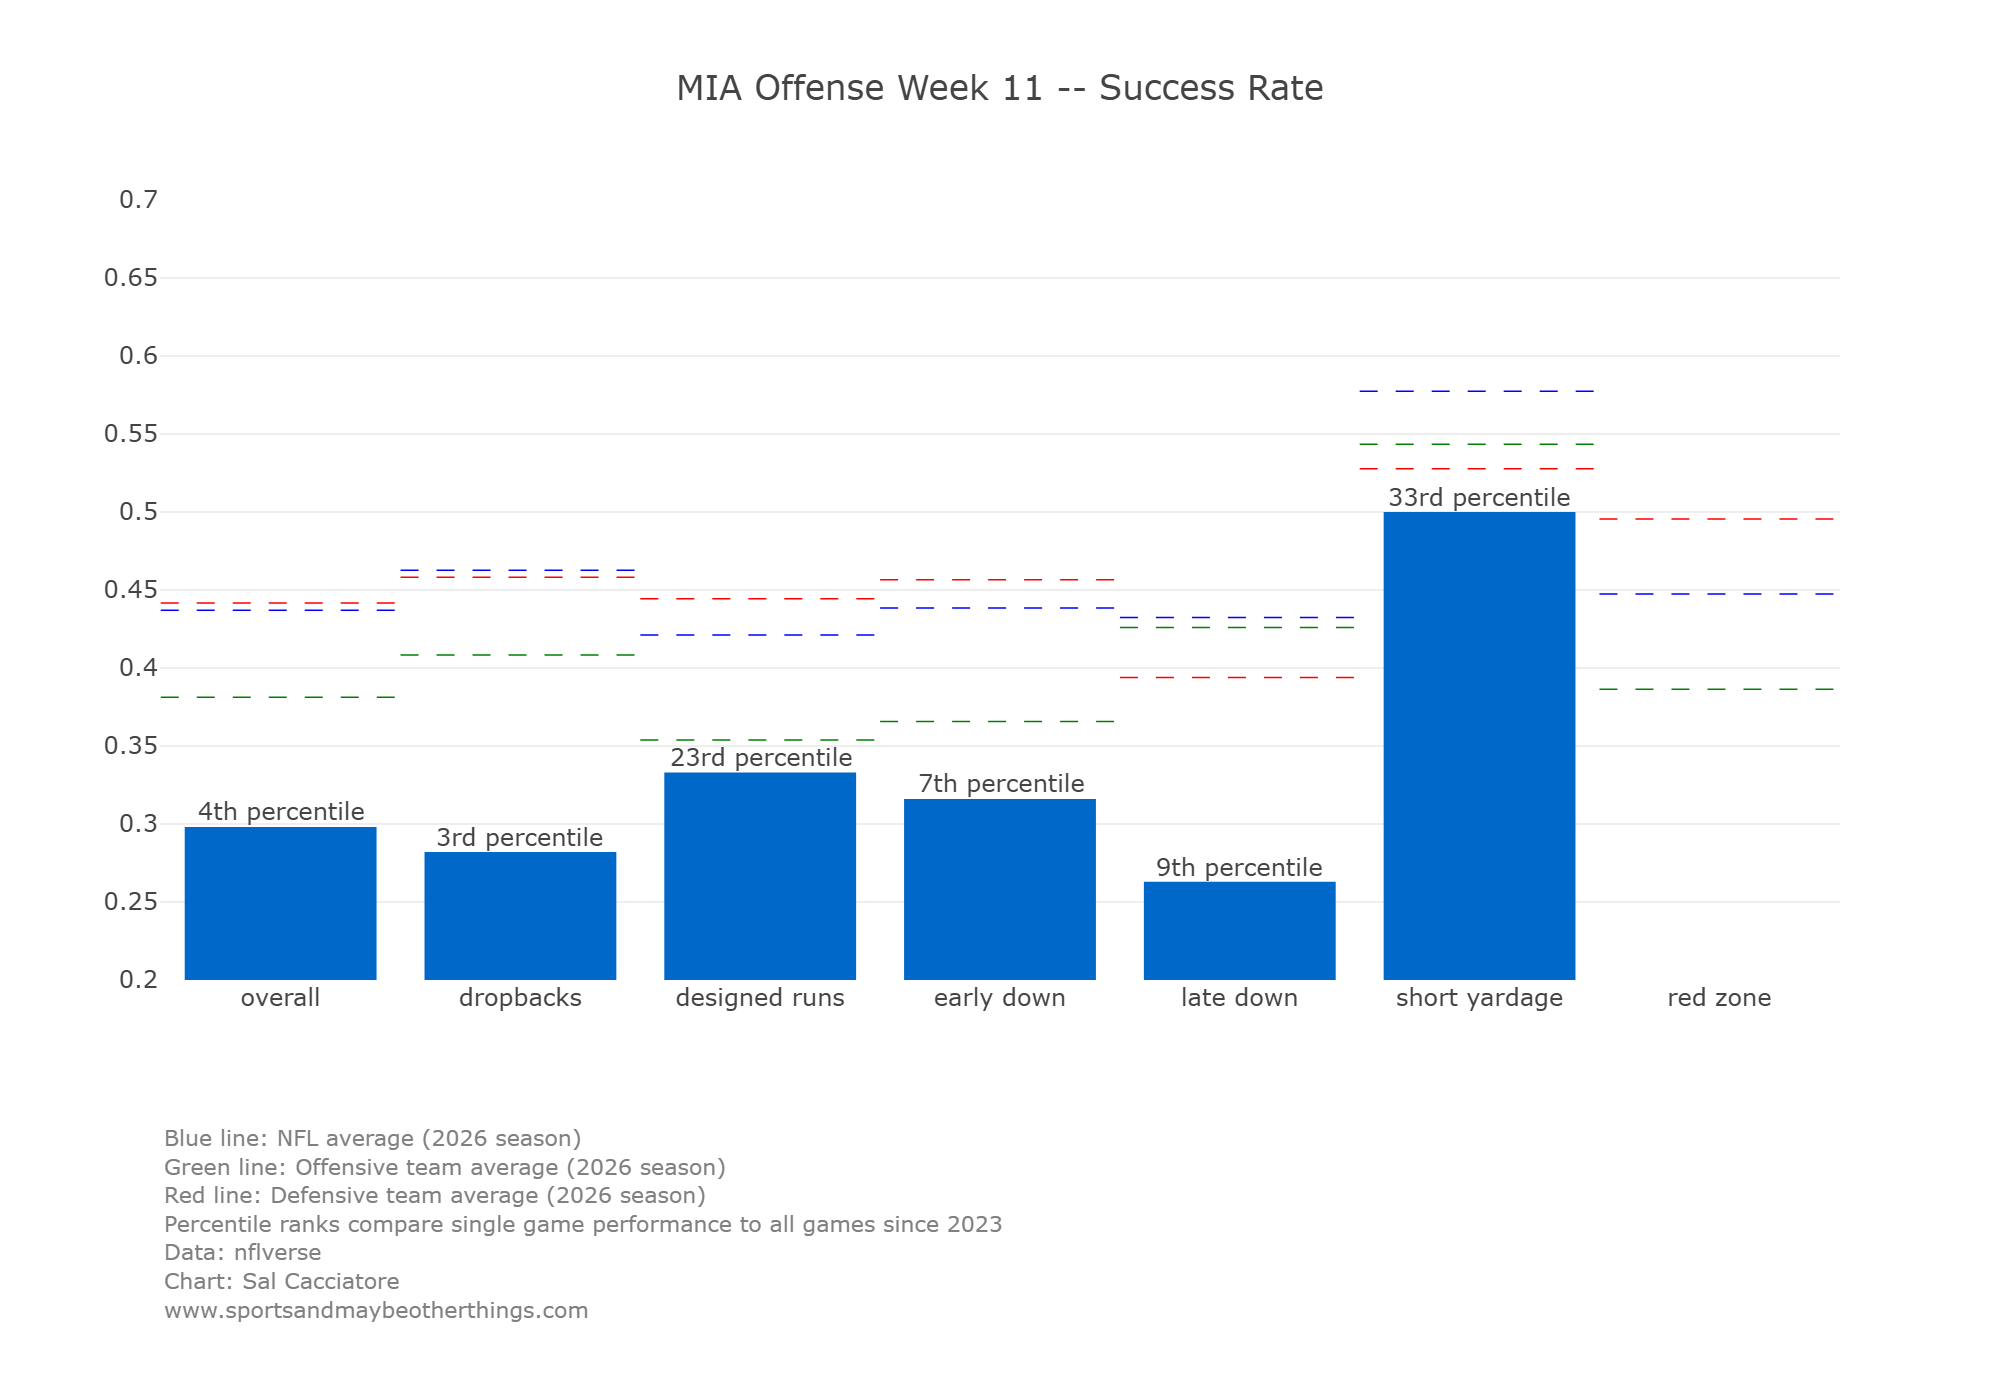 MIA Offense Week 11 -- Success Rate
0.7
0.65
0.6
0.55
0.5
0.45
0.4
0.35
0.3
0.25
0.2
4th percentile
3rd percentile
23rd percentile
7th percentile
9th percentile
33rd percentile
overall
dropbacks
designed runs
early down
late down
short yardage
red zone
Blue line: NFL average (2026 season)
Green line: Offensive team average (2026 season)
Red line: Defensive team average (2026 season)
Percentile ranks compare single game performance to all games since 2023
Data: nflverse
Chart: Sal Cacciatore
www.sportsandmaybeotherthings.com